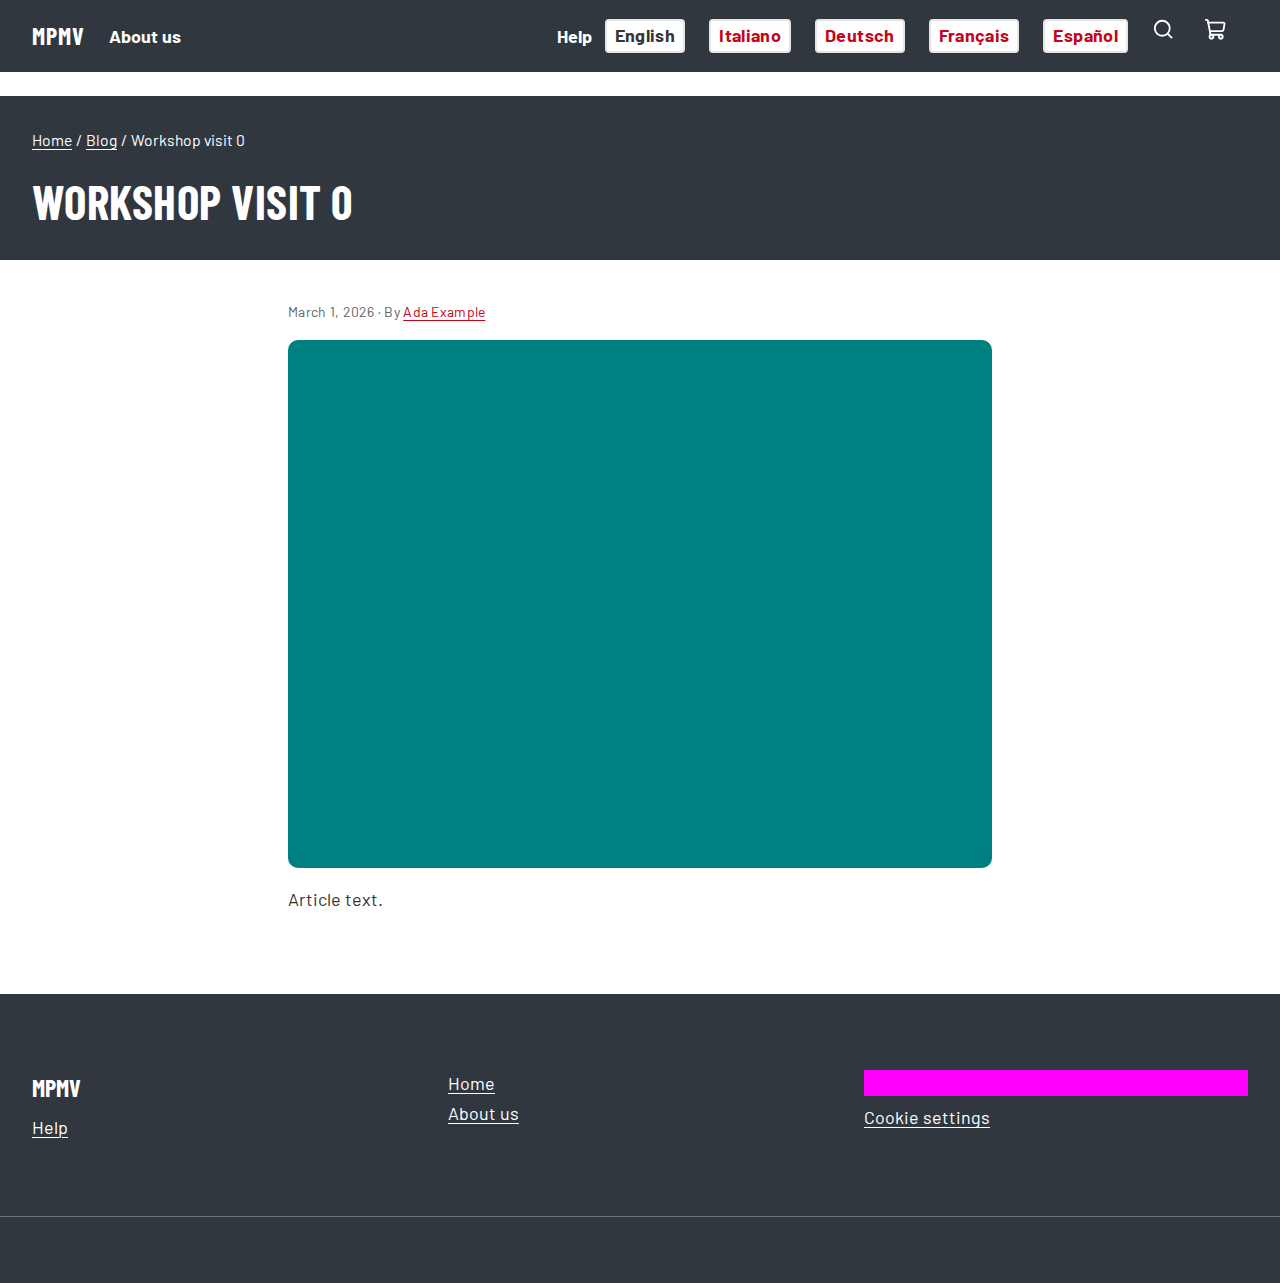 MPMV About us Help English Italiano Deutsch Français Español
Home / Blog / Workshop visit 0
WORKSHOP VISIT 0
March 1, 2026 · By Ada Example
Article text.
MPMV
Help
Home
About us
Cookie settings